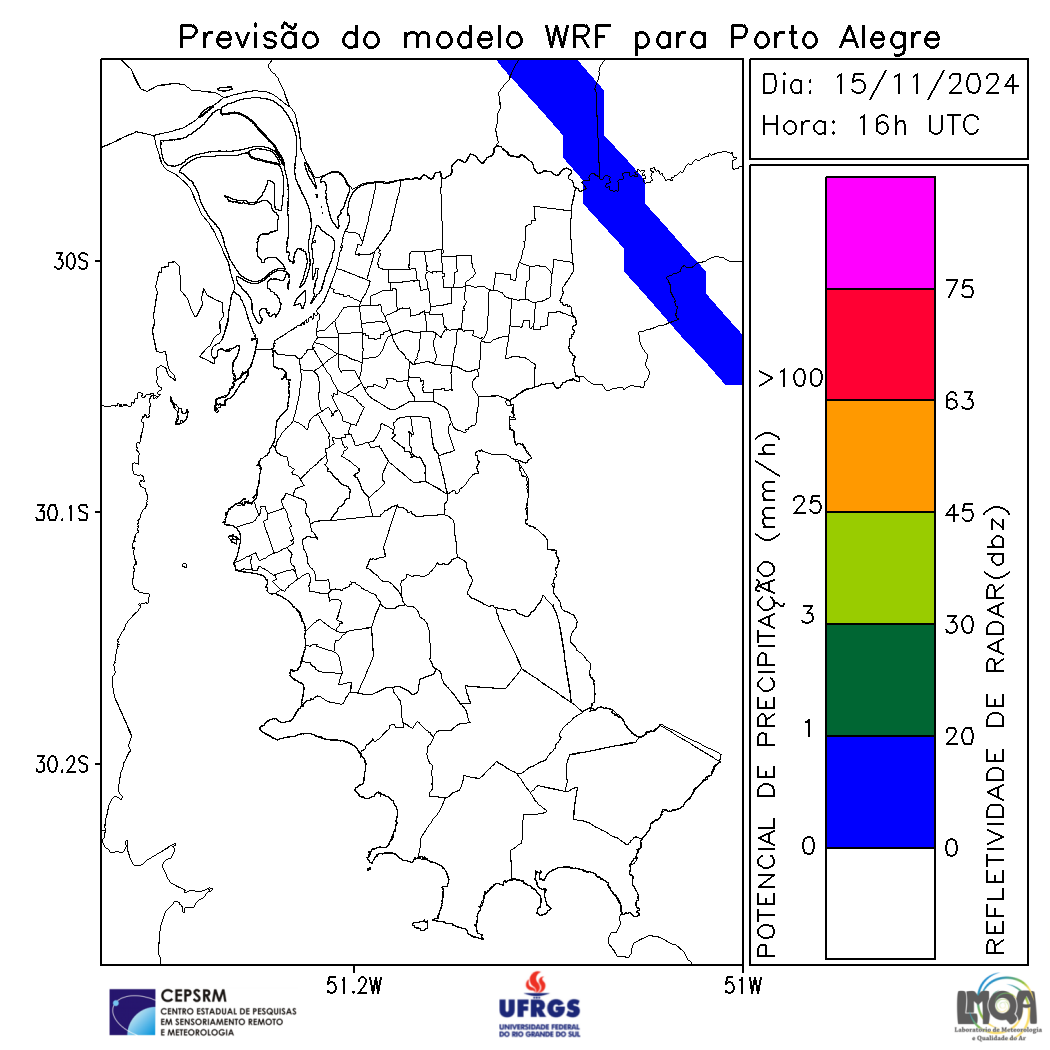 Previsão do modelo WRF para Porto Alegre
Dia: 15/11/2024
Hora: 16h UTC
30S
30.1S
30.2S
51.2W
51W
POTENCIAL DE PRECIPITAÇÃO (mm/h)
>100
25
3
1
0
75
63
45
30
20
0
REFLETIVIDADE DE RADAR(dbz)
CEPSRM
CENTRO ESTADUAL DE PESQUISAS
EM SENSORIAMENTO REMOTO
E METEOROLOGIA
UFRGS
UNIVERSIDADE FEDERAL
DO RIO GRANDE DO SUL
LMQA
Laboratório de Meteorologia
e Qualidade do Ar